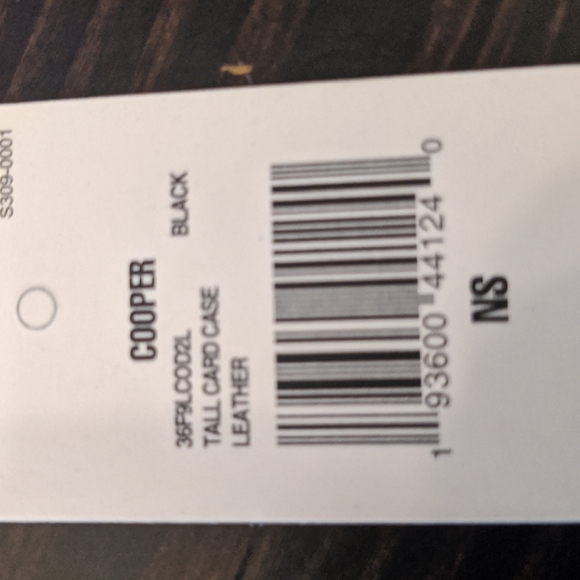 S309-0001
COOPER
36F9LCOD2L BLACK
TALL CARD CASE
LEATHER
1 93600 44124 0
NS